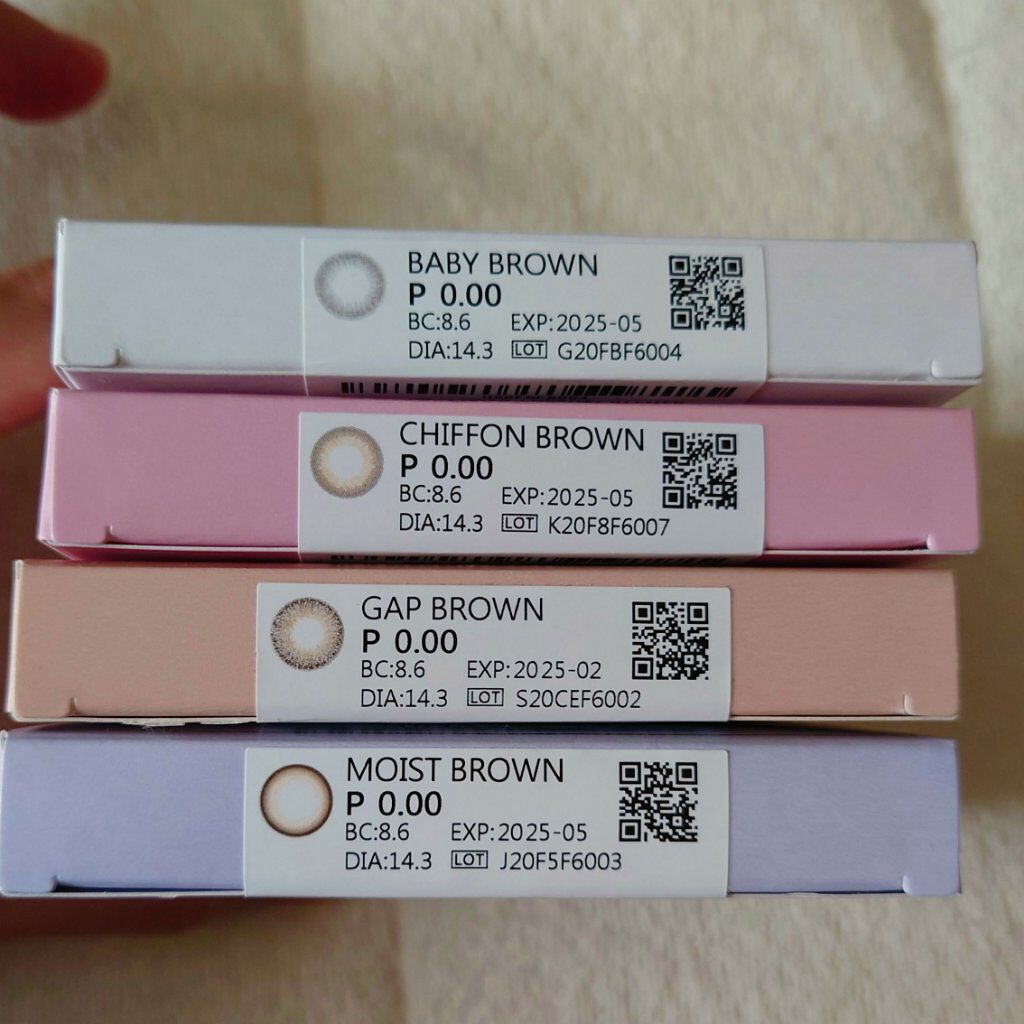 BABY BROWN
P 0.00
BC:8.6 EXP:2025-05
DIA:14.3 LOT G20FBF6004
CHIFFON BROWN
P 0.00
BC:8.6 EXP:2025-05
DIA:14.3 LOT K20F8F6007
GAP BROWN
P 0.00
BC:8.6 EXP:2025-02
DIA:14.3 LOT S20CEF6002
MOIST BROWN
P 0.00
BC:8.6 EXP:2025-05
DIA:14.3 LOT J20F5F6003